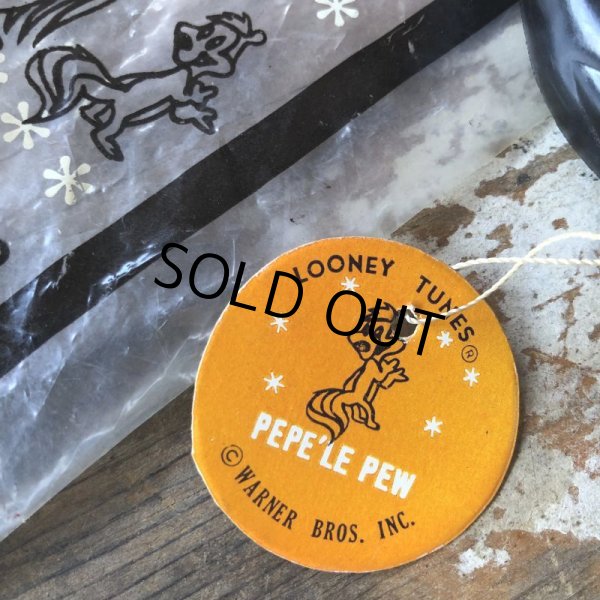 LOONEY TUNES®
SOLD OUT
PEPE'LE PEW
© WARNER BROS. INC.